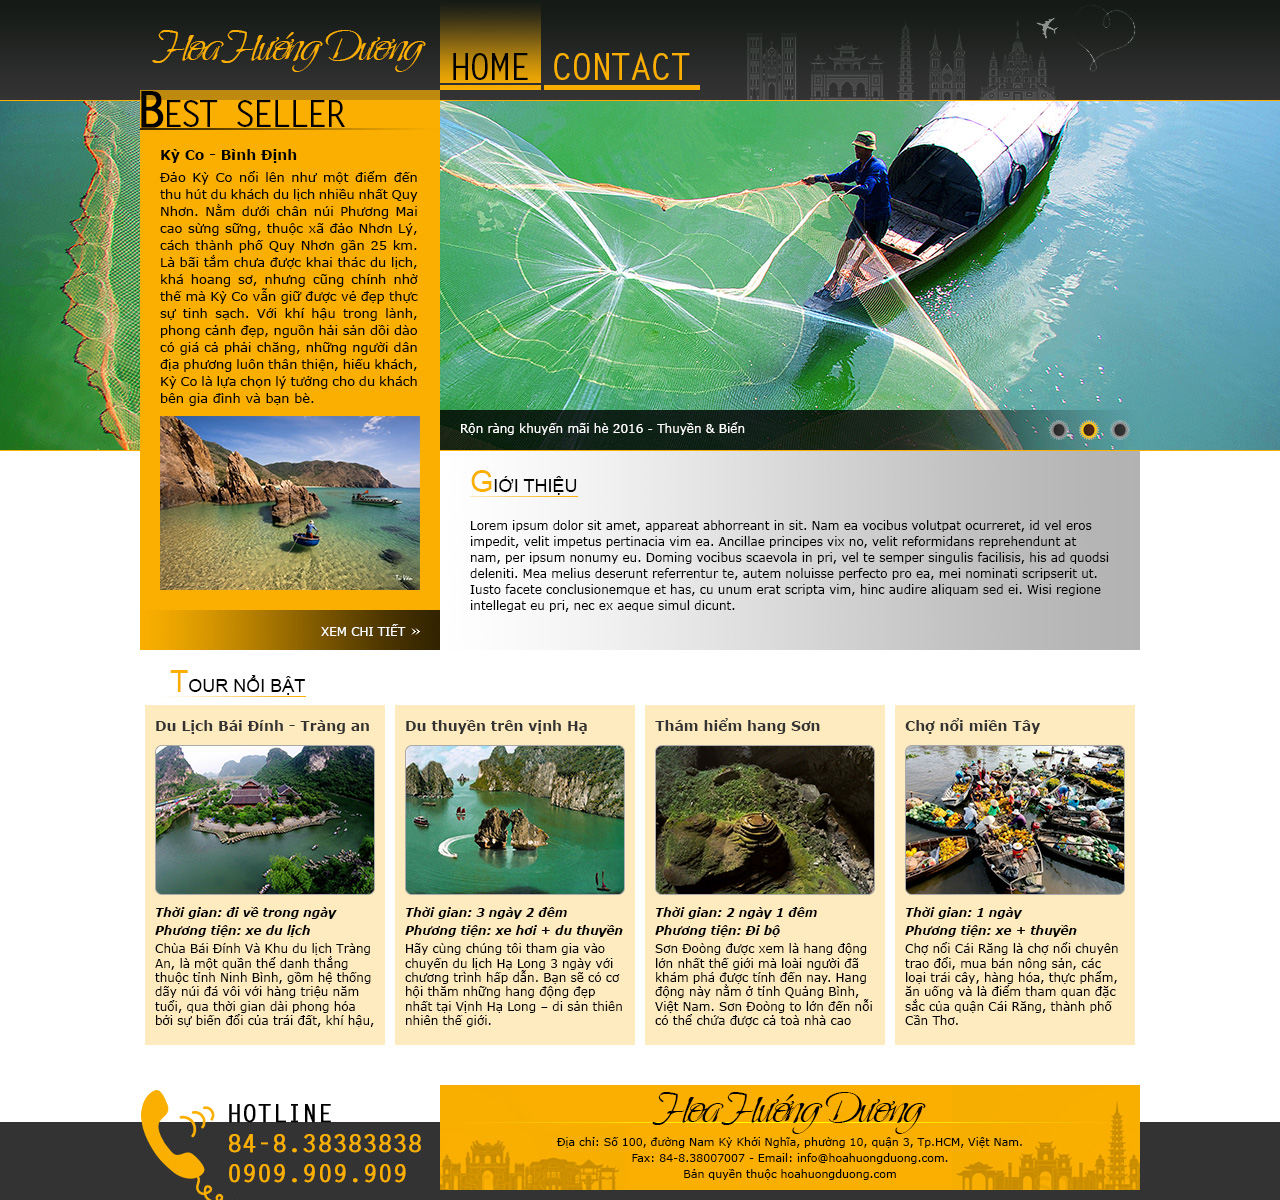 Hoa Hướng Dương
HOME
CONTACT
BEST SELLER
Kỳ Co - Bình Định
Đảo Kỳ Co nổi lên như một điểm đến
thu hút du khách du lịch nhiều nhất Quy
Nhơn. Nằm dưới chân núi Phương Mai
cao sừng sững, thuộc xã đảo Nhơn Lý,
cách thành phố Quy Nhơn gần 25 km.
Là bãi tắm chưa được khai thác du lịch,
khá hoang sơ, nhưng cũng chính nhờ
thế mà Kỳ Co vẫn giữ được vẻ đẹp thực
sự tinh sạch. Với khí hậu trong lành,
phong cảnh đẹp, nguồn hải sản dồi dào
có giá cả phải chăng, những người dân
địa phương luôn thân thiện, hiếu khách,
Kỳ Co là lựa chọn lý tưởng cho du khách
bên gia đình và bạn bè.
XEM CHI TIẾT »
Rộn ràng khuyến mãi hè 2016 - Thuyền & Biển
GIỚI THIỆU
Lorem ipsum dolor sit amet, appareat abhorreant in sit. Nam ea vocibus volutpat ocurreret, id vel eros
impedit, velit impetus pertinacia vim ea. Ancillae principes vix no, velit reformidans reprehendunt at
nam, per ipsum nonumy eu. Doming vocibus scaevola in pri, vel te semper singulis facilisis, his ad quodsi
deleniti. Mea melius deserunt referrentur te, autem noluisse perfecto pro ea, mei nominati scripserit ut.
Iusto facete conclusionemque et has, cu unum erat scripta vim, hinc audire aliquam sed ei. Wisi regione
intellegat eu pri, nec ex aeque simul dicunt.
TOUR NỔI BẬT
Du Lịch Bái Đính - Tràng an
Thời gian: đi về trong ngày
Phương tiện: xe du lịch
Chùa Bái Đính Và Khu du lịch Tràng
An, là một quần thể danh thắng
thuộc tỉnh Ninh Bình, gồm hệ thống
dãy núi đá vôi với hàng triệu năm
tuổi, qua thời gian dài phong hóa
bởi sự biến đổi của trái đất, khí hậu,
Du thuyền trên vịnh Hạ
Thời gian: 3 ngày 2 đêm
Phương tiện: xe hơi + du thuyền
Hãy cùng chúng tôi tham gia vào
chuyến du lịch Hạ Long 3 ngày với
chương trình hấp dẫn. Bạn sẽ có cơ
hội thăm những hang động đẹp
nhất tại Vịnh Hạ Long – di sản thiên
nhiên thế giới.
Thám hiểm hang Sơn
Thời gian: 2 ngày 1 đêm
Phương tiện: Đi bộ
Sơn Đoòng được xem là hang động
lớn nhất thế giới mà loài người đã
khám phá được tính đến nay. Hang
động này nằm ở tỉnh Quảng Bình,
Việt Nam. Sơn Đoòng to lớn đến nỗi
có thể chứa được cả toà nhà cao
Chợ nổi miền Tây
Thời gian: 1 ngày
Phương tiện: xe + thuyền
Chợ nổi Cái Răng là chợ nổi chuyên
trao đổi, mua bán nông sản, các
loại trái cây, hàng hóa, thực phẩm,
ăn uống và là điểm tham quan đặc
sắc của quận Cái Răng, thành phố
Cần Thơ.
HOTLINE
84-8.38383838
0909.909.909
Hoa Hướng Dương
Địa chỉ: Số 100, đường Nam Kỳ Khởi Nghĩa, phường 10, quận 3, Tp.HCM, Việt Nam.
Fax: 84-8.38007007 - Email: info@hoahuongduong.com.
Bản quyền thuộc hoahuongduong.com